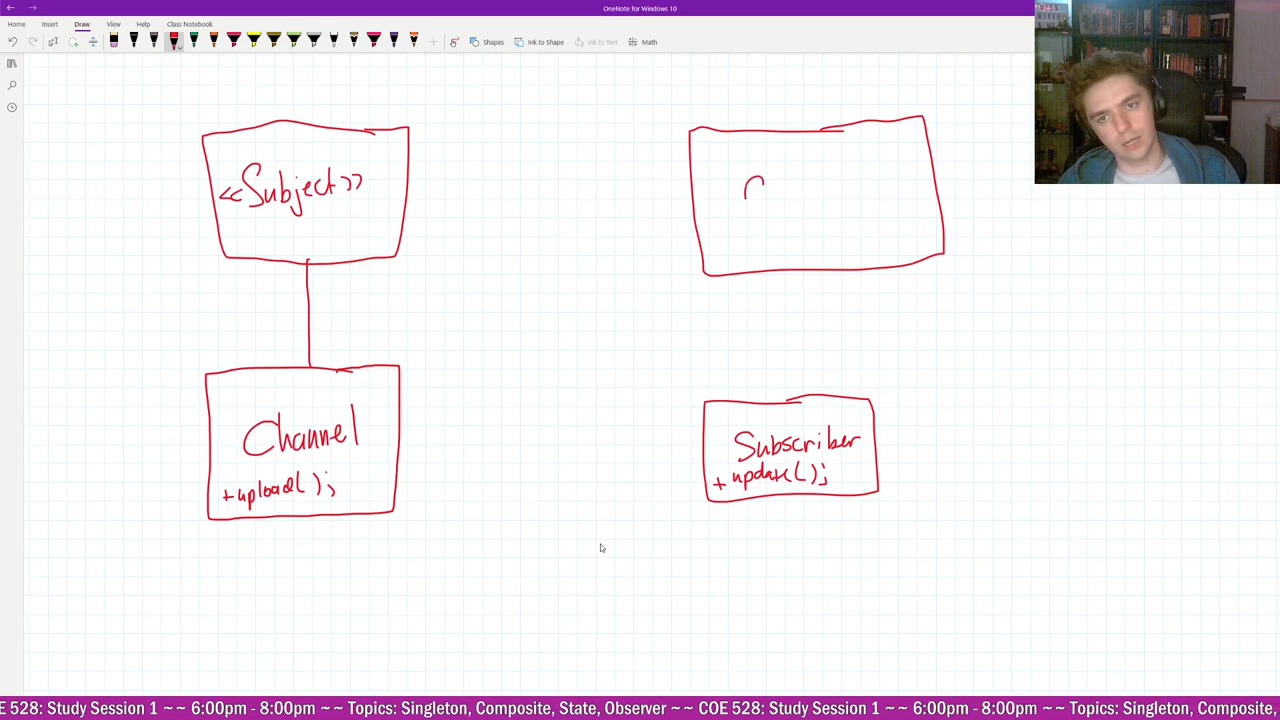 OneNote for Windows 10
Home Insert Draw View Help Class Notebook
Shapes Ink to Shape Ink to Text Math
<<Subject>>
Channel
+upload();
Subscriber
+update();
E 528: Study Session 1 ~~ 6:00pm - 8:00pm ~~ Topics: Singleton, Composite, State, Observer ~~ COE 528: Study Session 1 ~~ 6:00pm - 8:00pm ~~ Topics: Singleton, Composite,